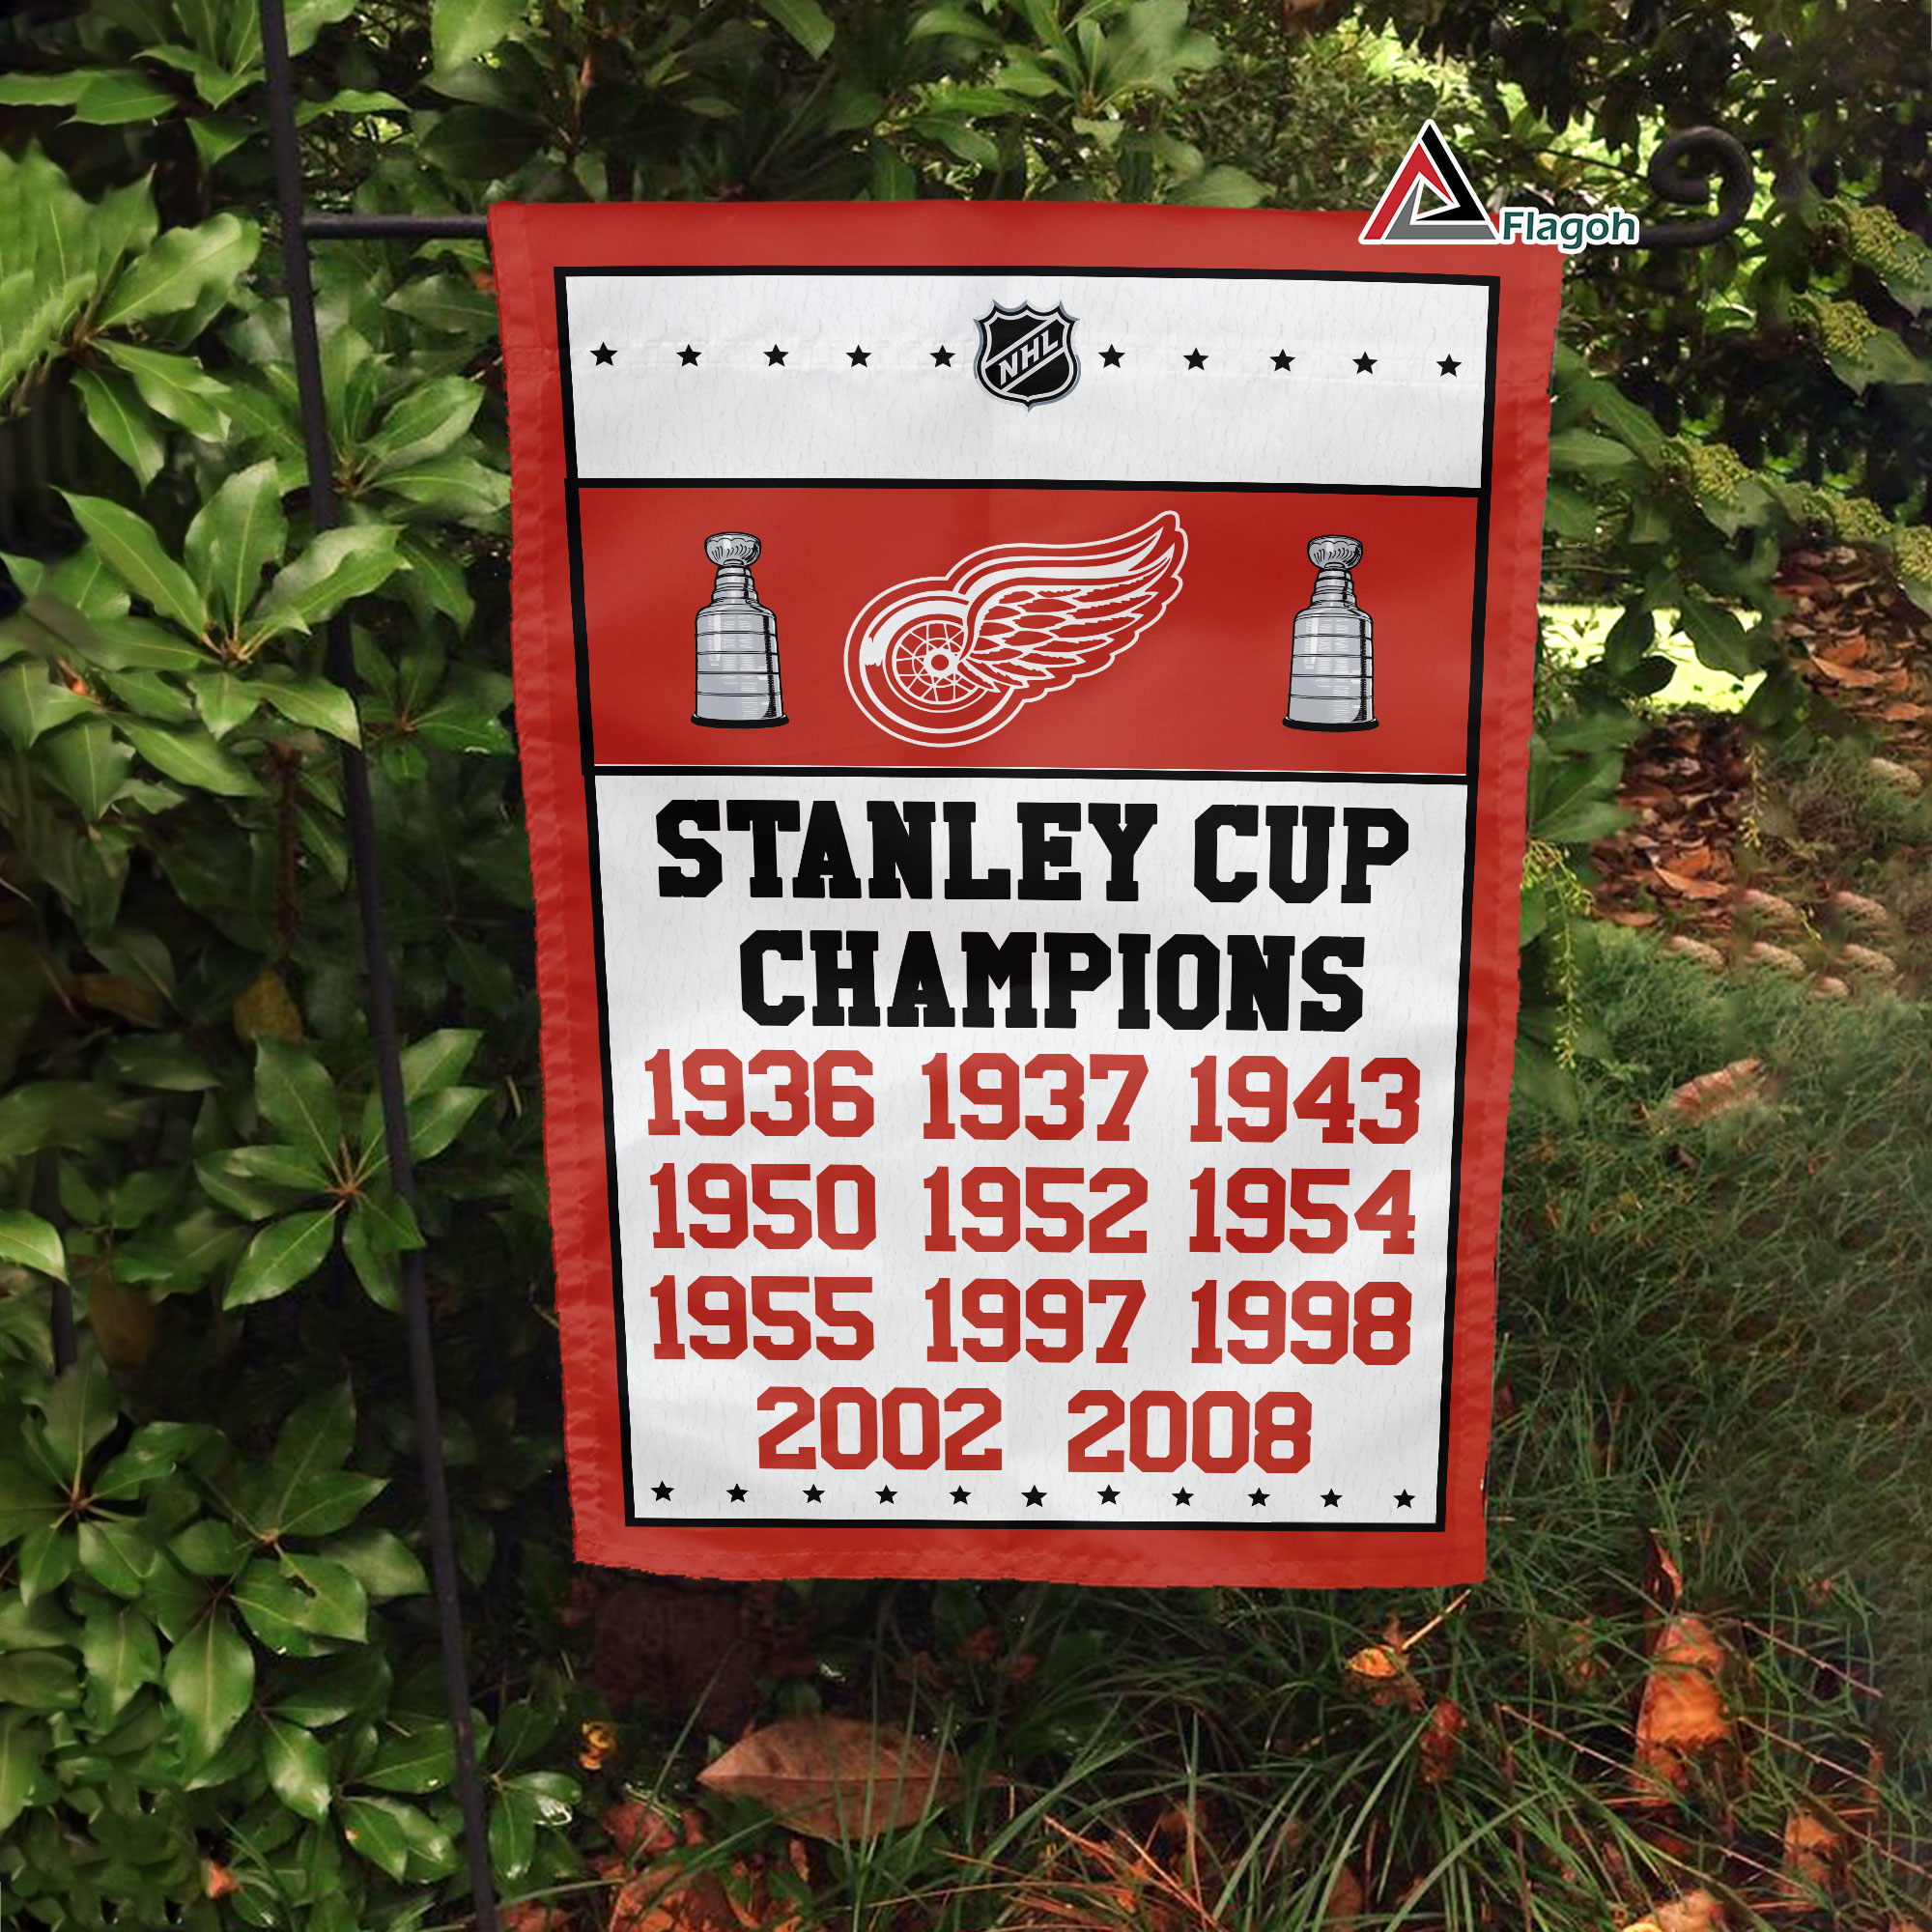 Flagoh
NHL
STANLEY CUP
CHAMPIONS
1936 1937 1943
1950 1952 1954
1955 1997 1998
2002 2008